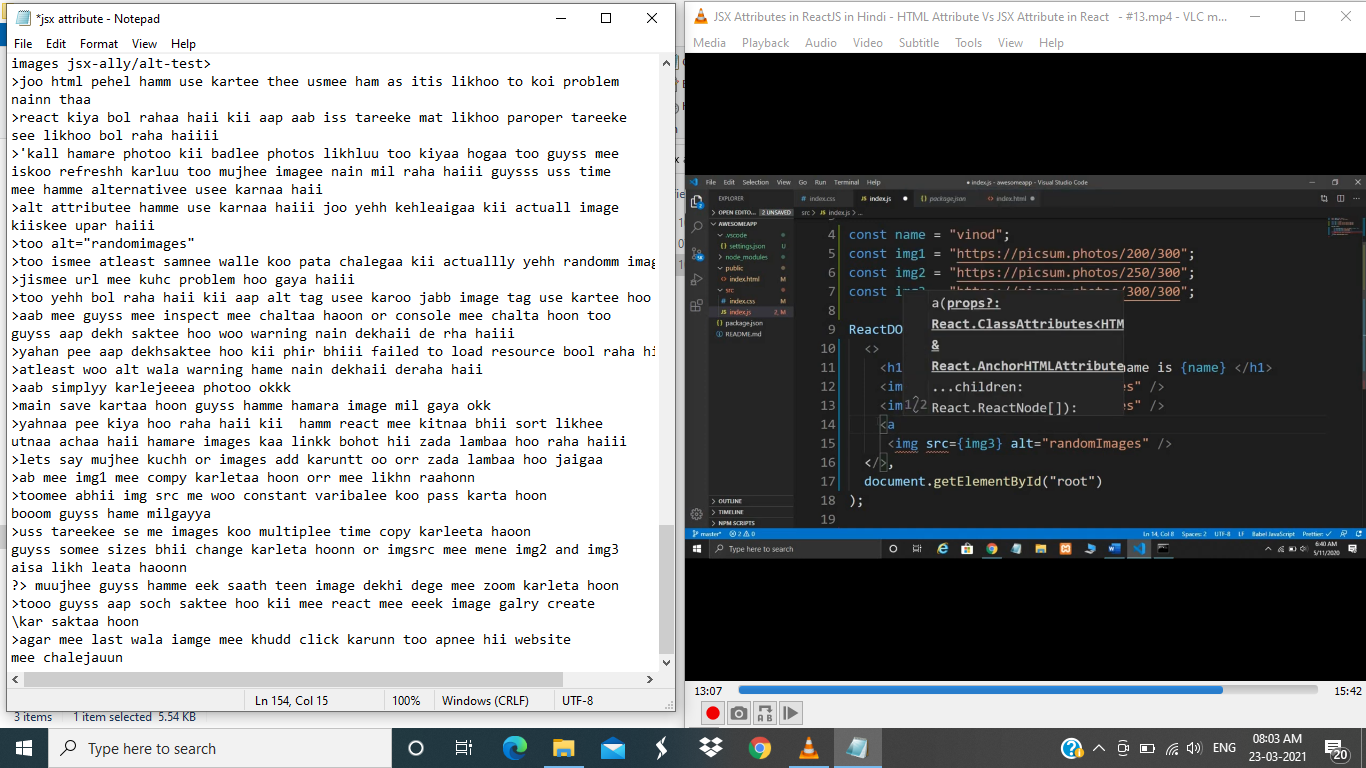 *jsx attribute - Notepad
File Edit Format View Help
images jsx-ally/alt-test>
>joo html pehel hamm use kartee thee usmee ham as itis likhoo to koi problem
nainn thaa
>react kiya bol rahaa haii kii aap aab iss tareeke mat likhoo paroper tareeke
see likhoo bol raha haiiii
>'kall hamare photoo kii badlee photos likhluu too kiyaa hogaa too guyss mee
iskoo refreshh karluu too mujhee imagee nain mil raha haiii guysss uss time
mee hamme alternativee usee karnaa haii
>alt attributee hamme use karnaa haiii joo yehh kehleaigaa kii actuall image
kiiskee upar haiii
>too alt="randomimages"
>too ismee atleast samnee walle koo pata chalegaa kii actuallly yehh randomm imag
>jismee url mee kuhc problem hoo gaya haiii
>too yehh bol raha haii kii aap alt tag usee karoo jabb image tag use kartee hoo
>aab mee guyss mee inspect mee chaltaa haoon or console mee chalta hoon too
guyss aap dekh saktee hoo woo warning nain dekhaii de rha haiii
>yahan pee aap dekhsaktee hoo kii phir bhiii failed to load resource bool raha hi
>atleast woo alt wala warning hame nain dekhaii deraha haii
>aab simplyy karlejeeea photoo okkk
>main save kartaa hoon guyss hamme hamara image mil gaya okk
>yahnaa pee kiya hoo raha haii kii  hamm react mee kitnaa bhii sort likhee
utnaa achaa haii hamare images kaa linkk bohot hii zada lambaa hoo raha haiii
>lets say mujhee kuchh or images add karuntt oo orr zada lambaa hoo jaigaa
>ab mee img1 mee compy karletaa hoon orr mee likhn raahonn
>toomee abhii img src me woo constant varibalee koo pass karta hoon
booom guyss hame milgayya
>uss tareekee se me images koo multiplee time copy karleeta haoon
guyss somee sizes bhii change karleta hoonn or imgsrc mee mene img2 and img3
aisa likh leata haoonn
?> muujhee guyss hamme eek saath teen image dekhi dege mee zoom karleta hoon
>tooo guyss aap soch saktee hoo kii mee react mee eeek image galry create
\kar saktaa hoon
>agar mee last wala iamge mee khudd click karunn too apnee hii website
mee chalejauun
Ln 154, Col 15 100% Windows (CRLF) UTF-8
3 items 1 item selected 5.54 KB
JSX Attributes in ReactJS in Hindi - HTML Attribute Vs JSX Attribute in React - #13.mp4 - VLC m...
Media Playback Audio Video Subtitle Tools View Help
File Edit Selection View Go Run Terminal Help
● index.js - awesomeapp - Visual Studio Code
EXPLORER
OPEN EDITO... 2 UNSAVED
AWESOMEAPP
.vscode
settings.json U
node_modules
public
index.html M
src
index.css M
index.js 2, M
package.json
README.md
OUTLINE
TIMELINE
NPM SCRIPTS
index.css index.js package.json index.html
src > index.js > ...
4 const name = "vinod";
5 const img1 = "https://picsum.photos/200/300";
6 const img2 = "https://picsum.photos/250/300";
7 const "https://picsum.photos/300/300";
8
9 ReactDO
10 <>
11 <h1 ame is {name} </h1>
12 <im es" />
13 <im es" />
14 <a
15 <img src={img3} alt="randomImages" />
16 </>,
17 document.getElementById("root")
18 );
19
a(props?:
React.ClassAttributes<HTM
&
React.AnchorHTMLAttribute
...children:
React.ReactNode[]):
1/2
master* 2 0 Ln 14, Col 8 Spaces: 2 UTF-8 LF Babel JavaScript Prettier: ✓
Type here to search
6:40 AM
5/11/2020
13:07 15:42
Type here to search
ENG
08:03 AM
23-03-2021
20